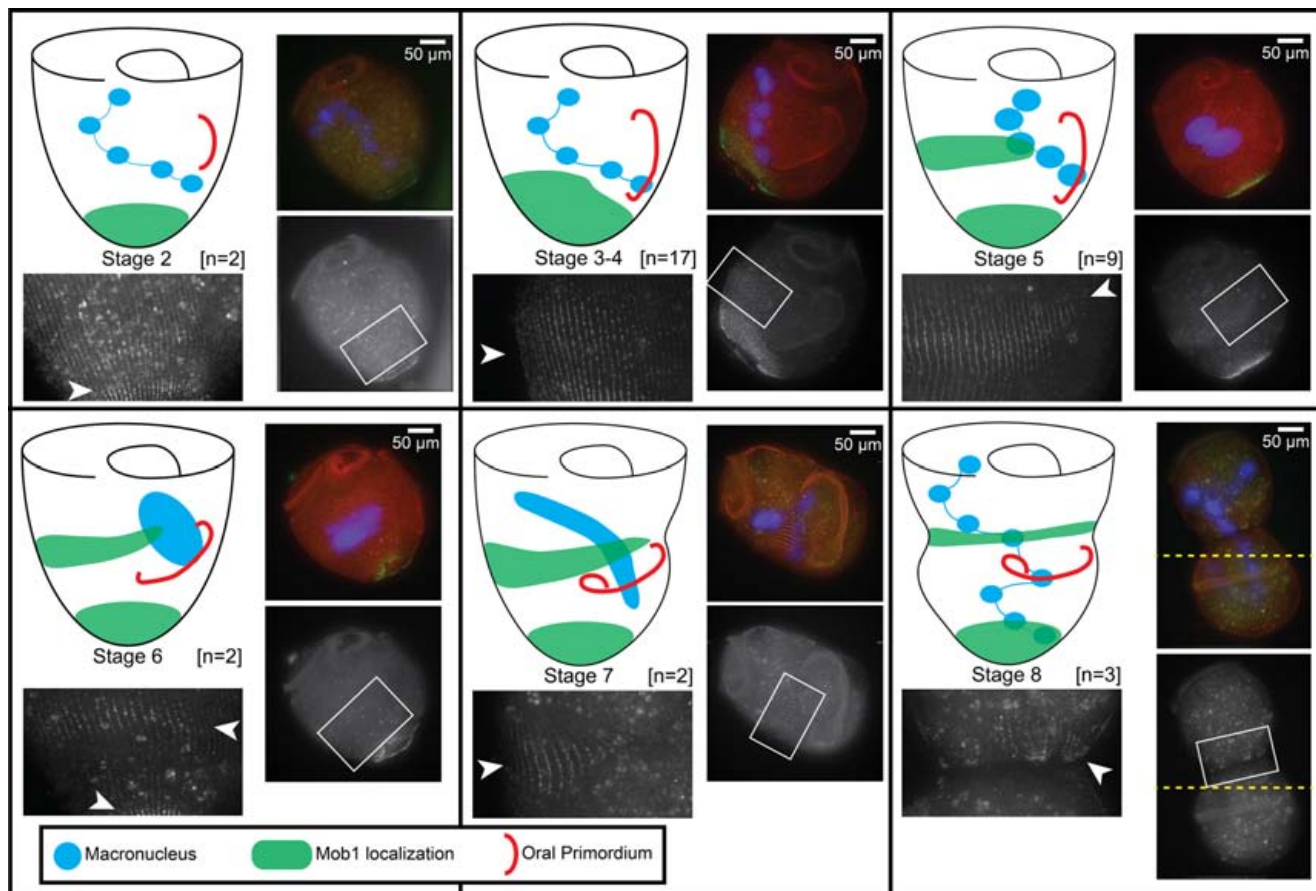 50 µm
50 µm
50 µm
Stage 2 [n=2]
Stage 3-4 [n=17]
Stage 5 [n=9]
50 µm
50 µm
50 µm
Stage 6 [n=2]
Stage 7 [n=2]
Stage 8 [n=3]
Macronucleus Mob1 localization Oral Primordium